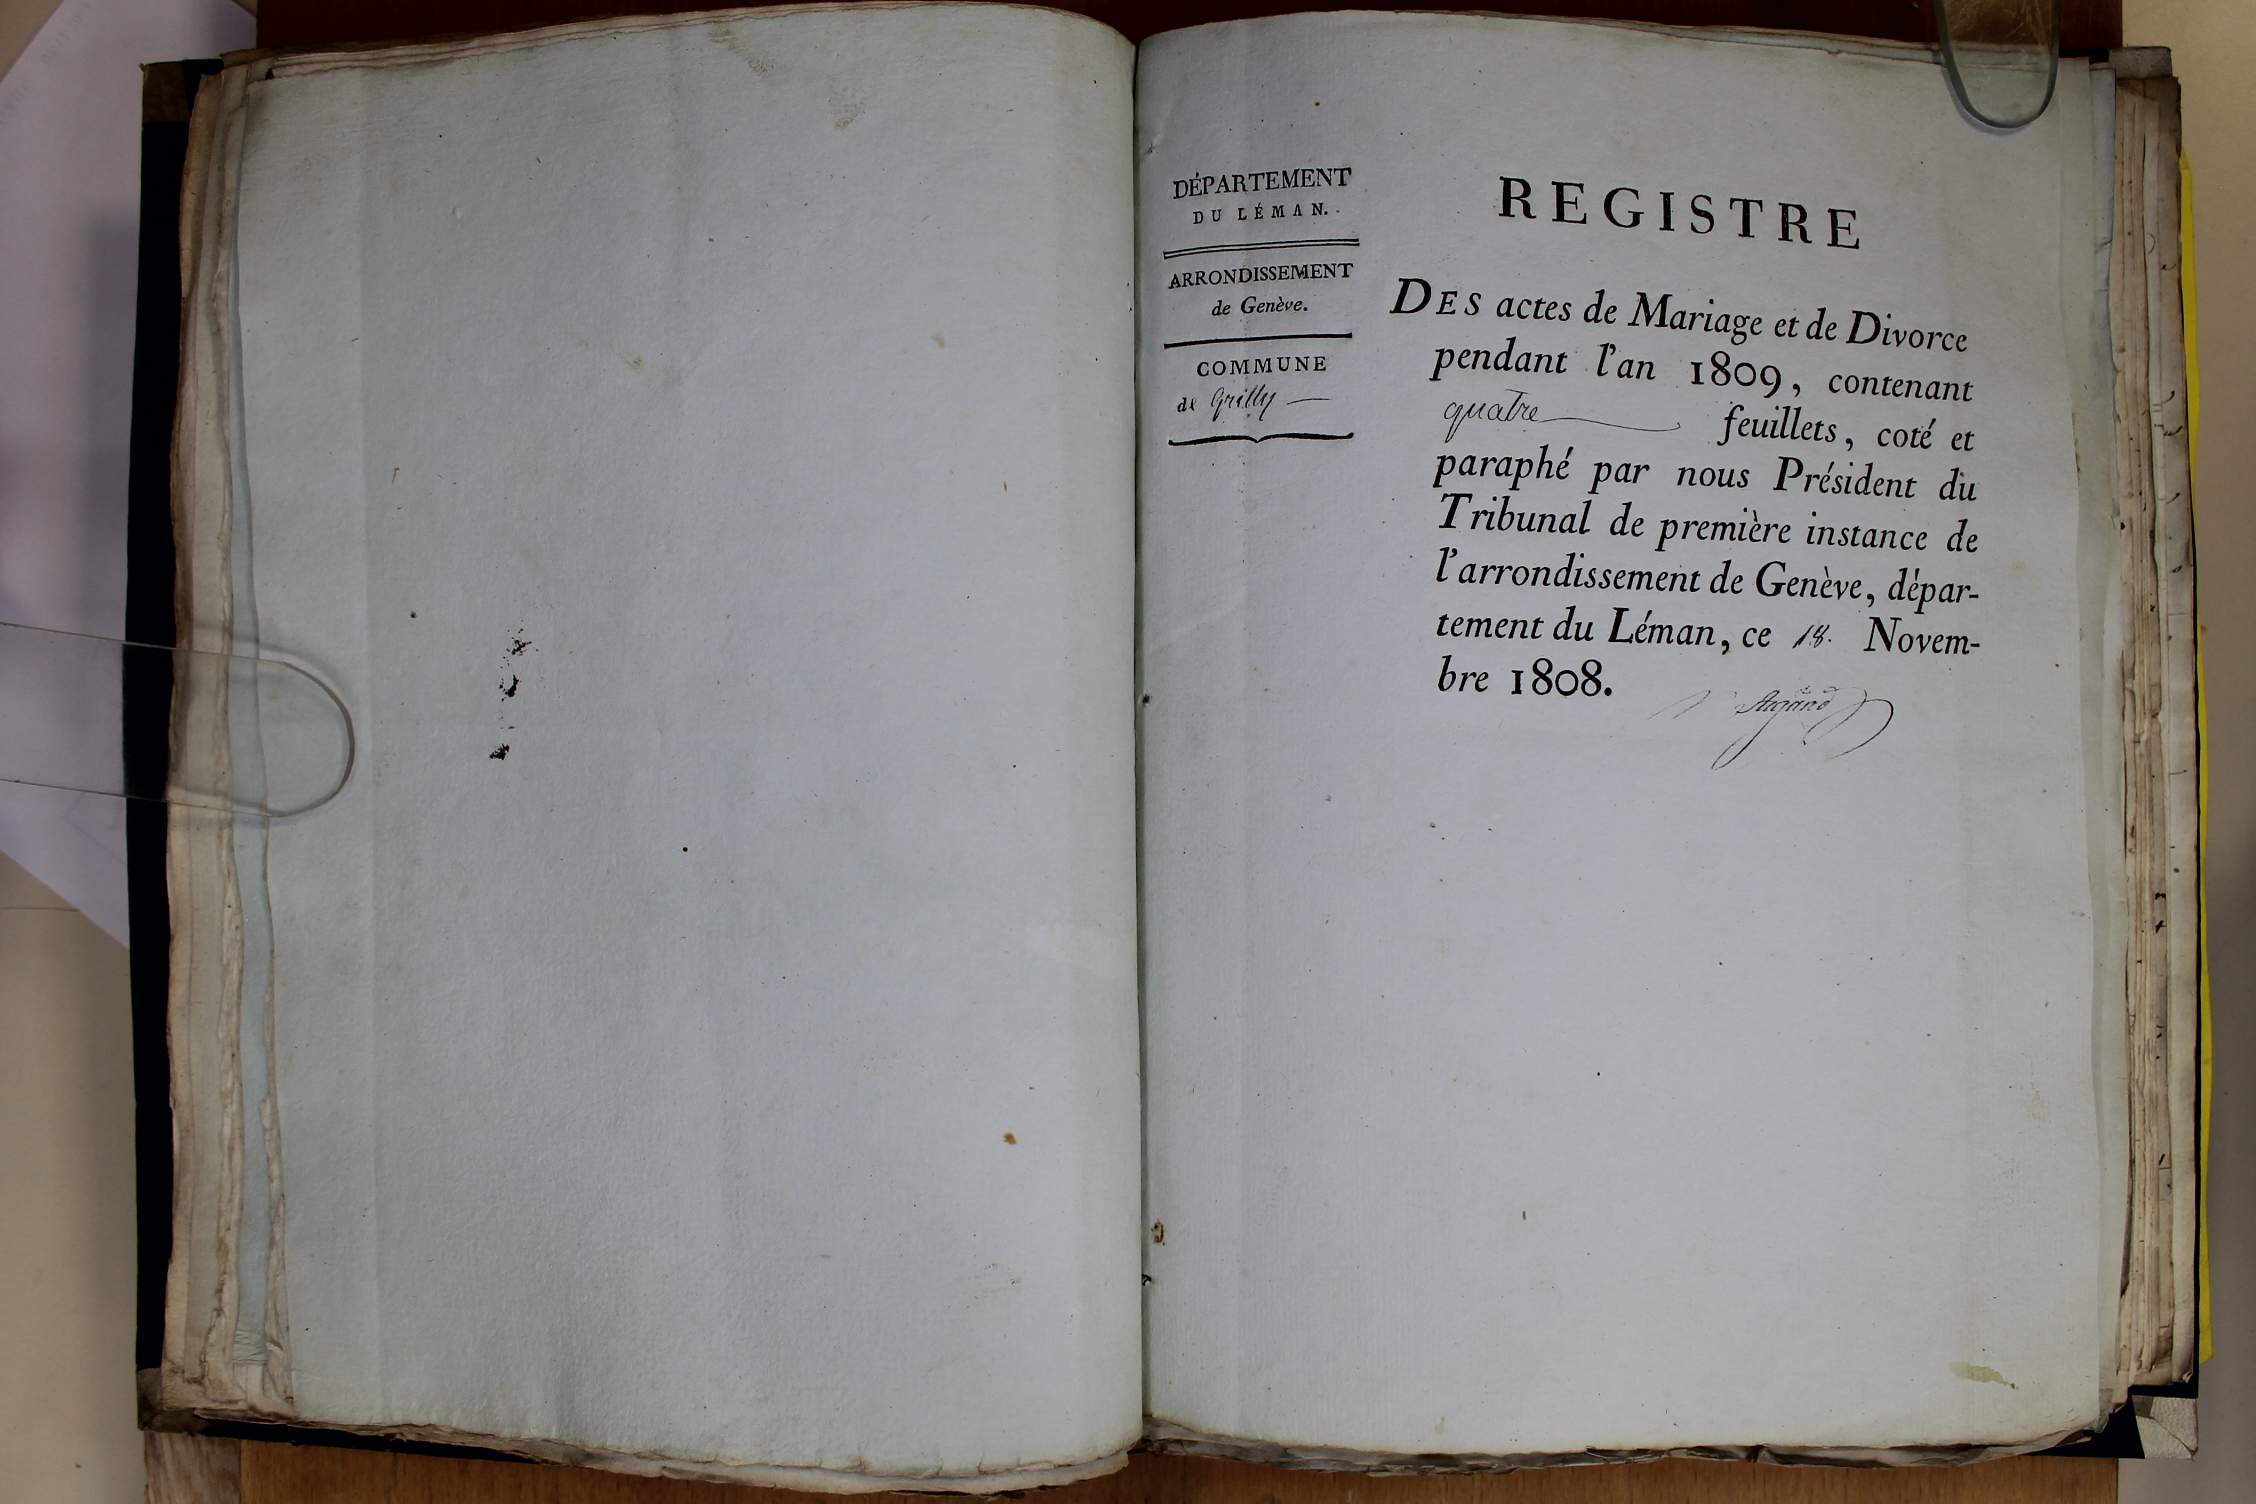 DÉPARTEMENT
DU LÉMAN.
ARRONDISSEMENT
de Genève.
COMMUNE
de Grilly
REGISTRE
DES actes de Mariage et de Divorce
pendant l'an 1809, contenant
quatre feuillets, coté et
paraphé par nous Président du
Tribunal de première instance de
l'arrondissement de Genève, dépar-
tement du Léman, ce 18. Novem-
bre 1808.